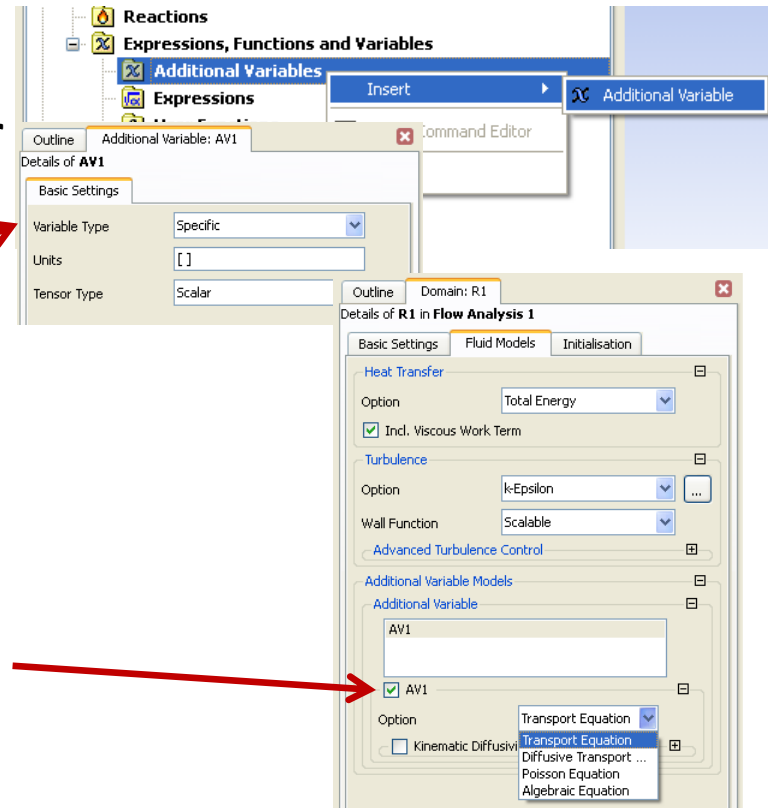 Reactions
Expressions, Functions and Variables
Additional Variables
Insert
Additional Variable
Expressions
Command Editor
Outline
Additional Variable: AV1
Details of AV1
Basic Settings
Variable Type
Specific
Units
[ ]
Tensor Type
Scalar
Outline
Domain: R1
Details of R1 in Flow Analysis 1
Basic Settings
Fluid Models
Initialisation
Heat Transfer
Option
Total Energy
Incl. Viscous Work Term
Turbulence
Option
k-Epsilon
...
Wall Function
Scalable
Advanced Turbulence Control
Additional Variable Models
Additional Variable
AV1
AV1
Option
Transport Equation
Kinematic
Transport Equation
Diffusive Transport ...
Poisson Equation
Algebraic Equation